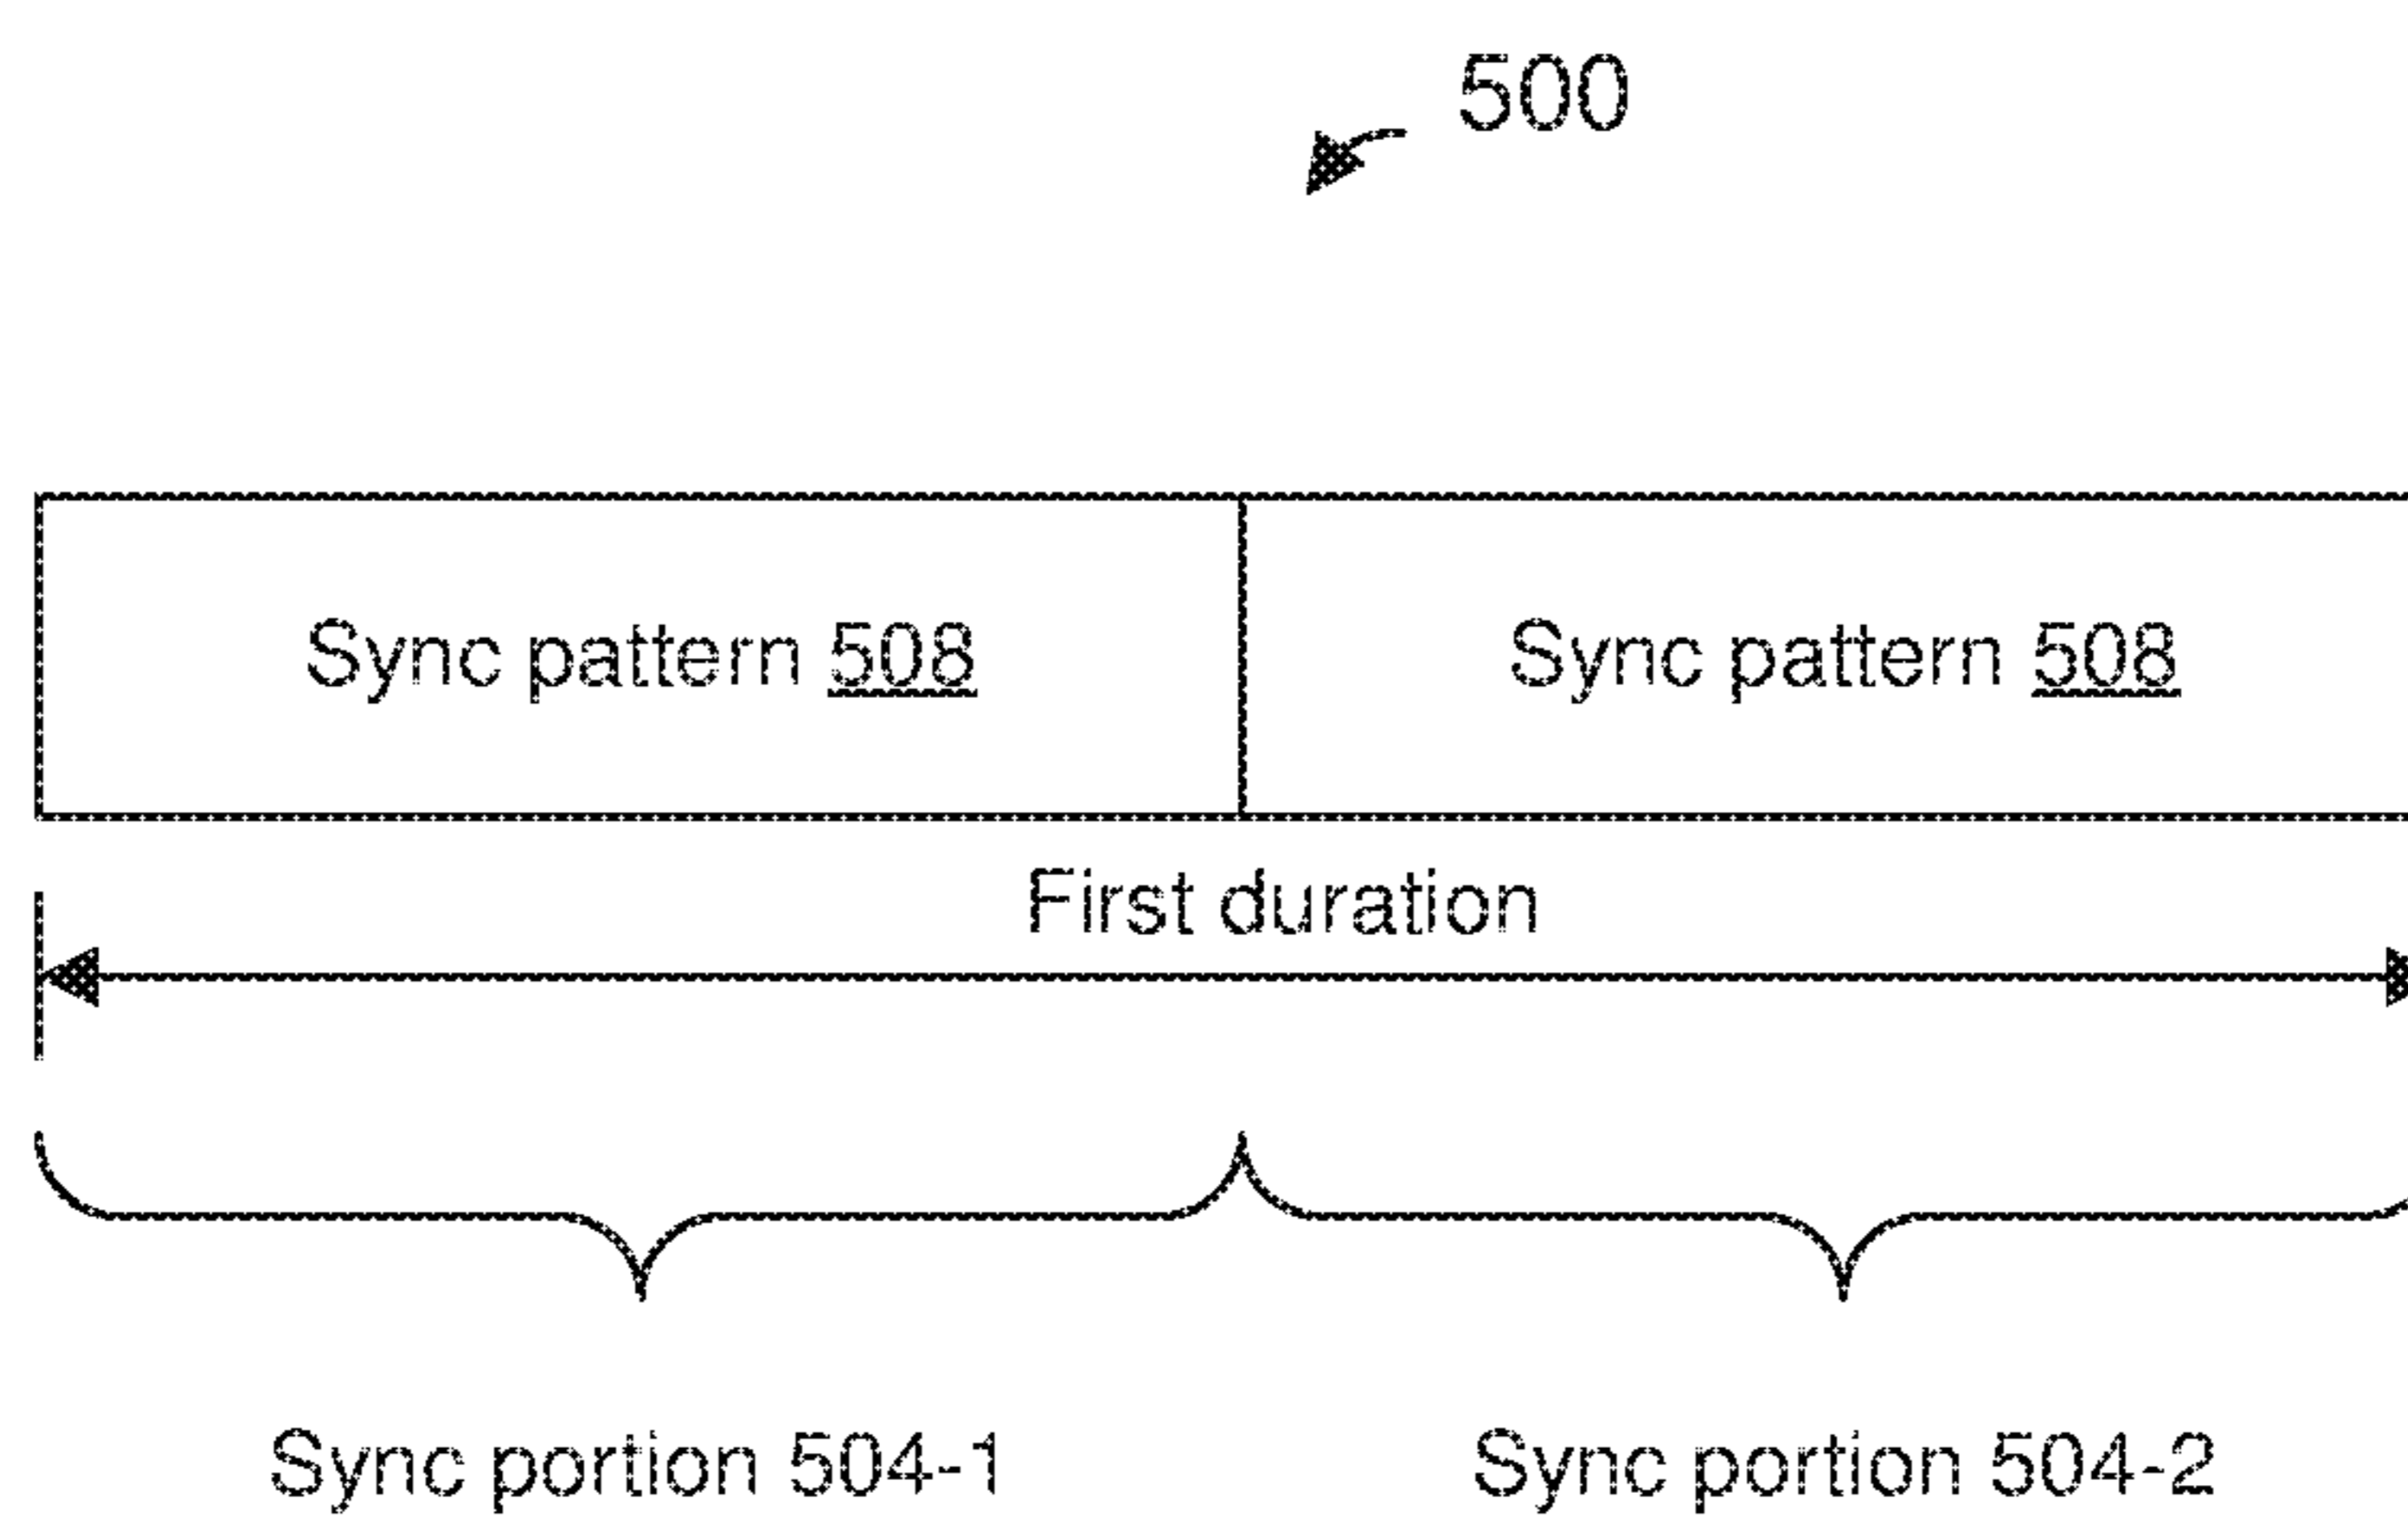 500
Sync pattern 508
Sync pattern 508
First duration
Sync portion 504-1
Sync portion 504-2